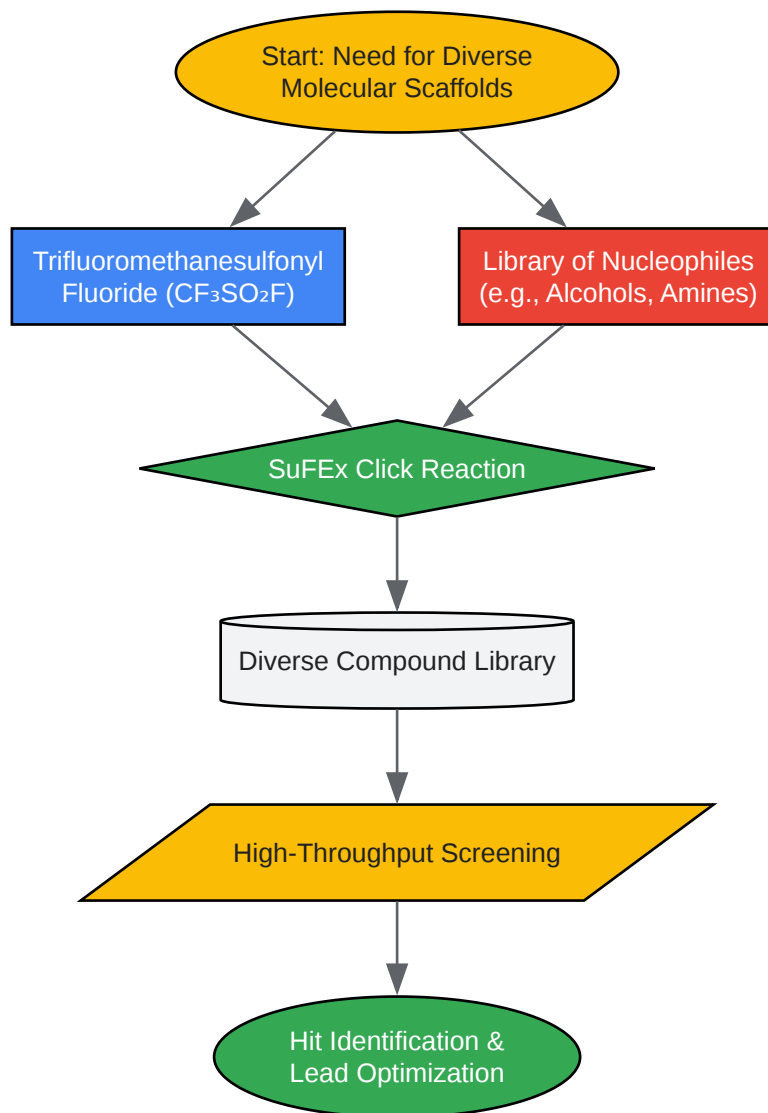 Start: Need for Diverse
Molecular Scaffolds
Trifluoromethanesulfonyl
Fluoride (CF₃SO₂F)
Library of Nucleophiles
(e.g., Alcohols, Amines)
SuFEx Click Reaction
Diverse Compound Library
High-Throughput Screening
Hit Identification &
Lead Optimization